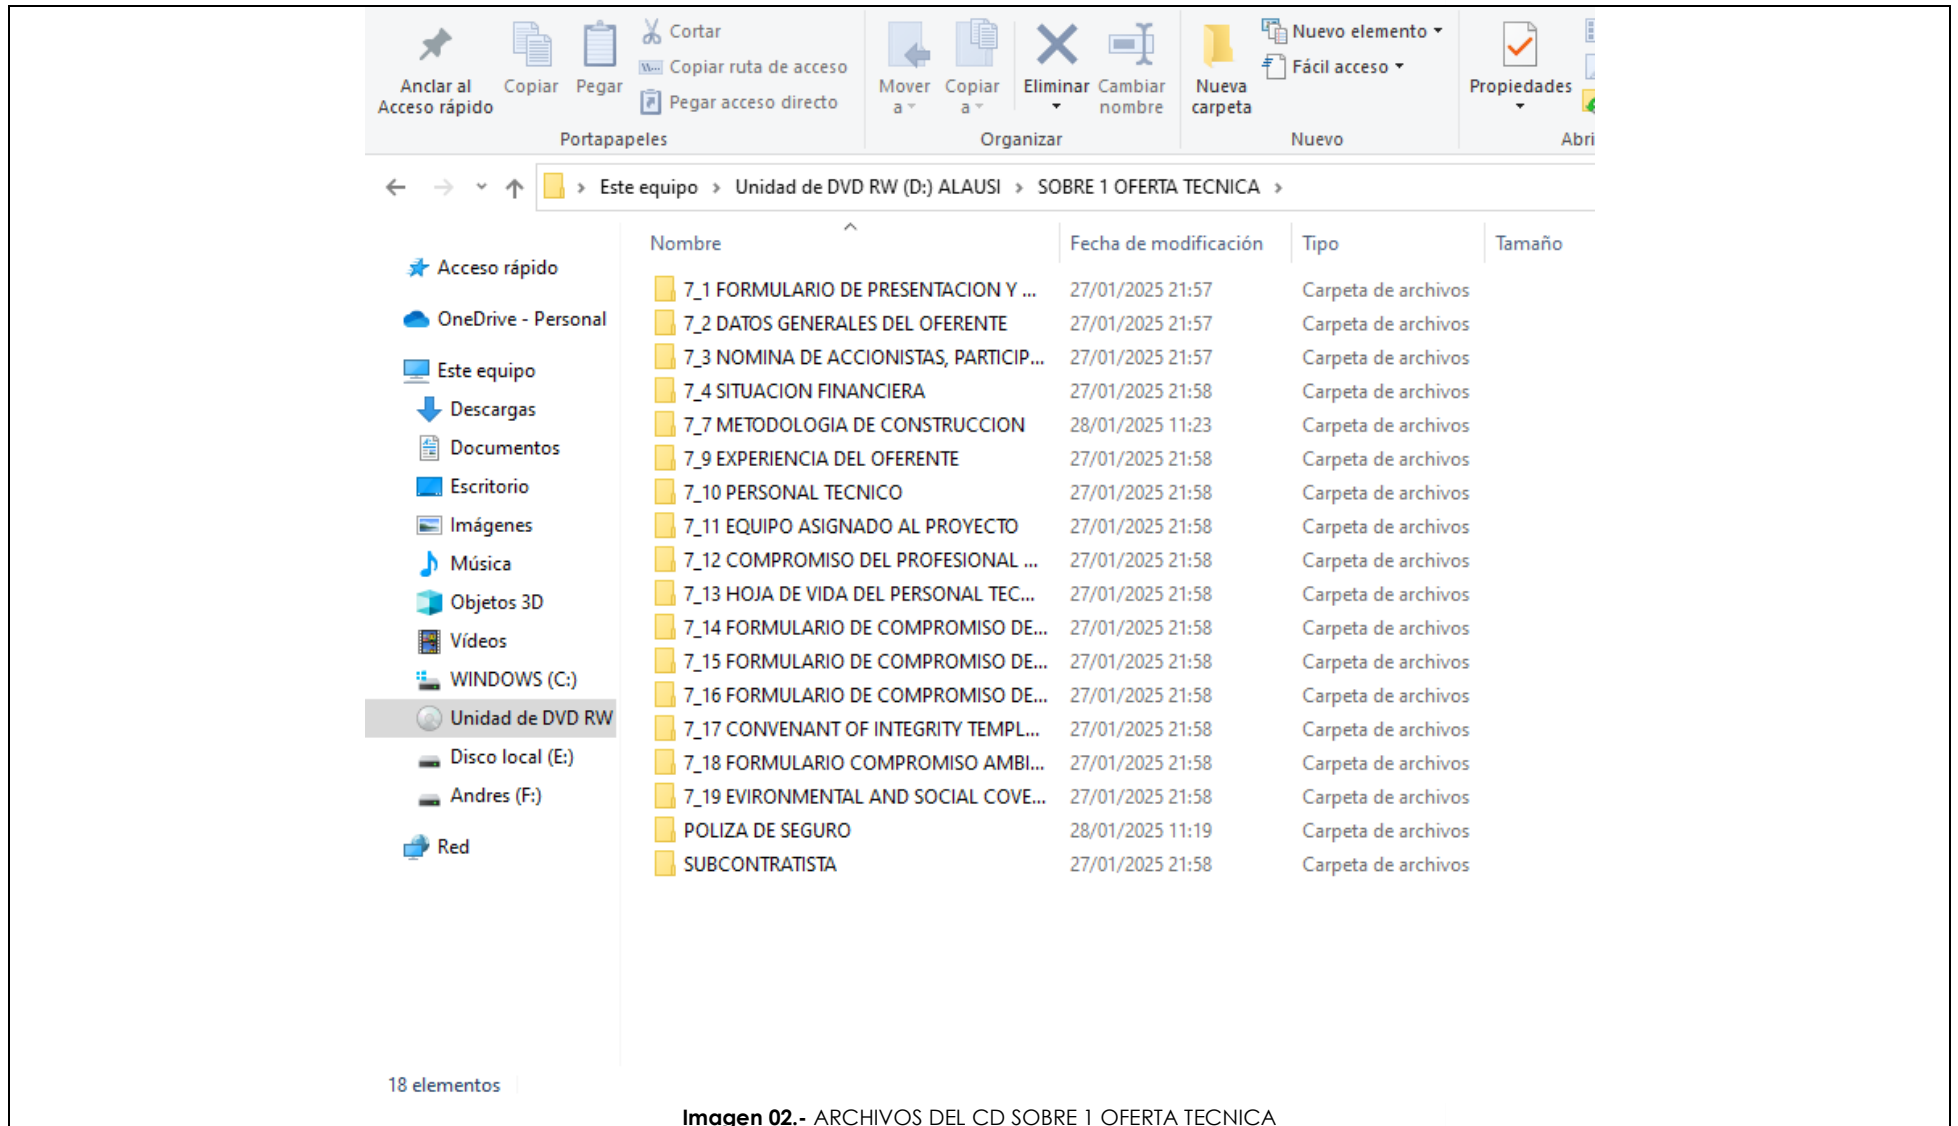 Anclar al
Acceso rápido
Copiar
Pegar
Cortar
Copiar ruta de acceso
Pegar acceso directo
Portapapeles
Mover
a
Copiar
a
Eliminar
Cambiar
nombre
Organizar
Nueva
carpeta
Nuevo elemento
Fácil acceso
Nuevo
Propiedades
Abri
Este equipo > Unidad de DVD RW (D:) ALAUSI > SOBRE 1 OFERTA TECNICA >
Acceso rápido
OneDrive - Personal
Este equipo
Descargas
Documentos
Escritorio
Imágenes
Música
Objetos 3D
Vídeos
WINDOWS (C:)
Unidad de DVD RW
Disco local (E:)
Andres (F:)
Red
Nombre Fecha de modificación Tipo Tamaño
7_1 FORMULARIO DE PRESENTACION Y ... 27/01/2025 21:57 Carpeta de archivos
7_2 DATOS GENERALES DEL OFERENTE 27/01/2025 21:57 Carpeta de archivos
7_3 NOMINA DE ACCIONISTAS, PARTICIP... 27/01/2025 21:57 Carpeta de archivos
7_4 SITUACION FINANCIERA 27/01/2025 21:58 Carpeta de archivos
7_7 METODOLOGIA DE CONSTRUCCION 28/01/2025 11:23 Carpeta de archivos
7_9 EXPERIENCIA DEL OFERENTE 27/01/2025 21:58 Carpeta de archivos
7_10 PERSONAL TECNICO 27/01/2025 21:58 Carpeta de archivos
7_11 EQUIPO ASIGNADO AL PROYECTO 27/01/2025 21:58 Carpeta de archivos
7_12 COMPROMISO DEL PROFESIONAL ... 27/01/2025 21:58 Carpeta de archivos
7_13 HOJA DE VIDA DEL PERSONAL TEC... 27/01/2025 21:58 Carpeta de archivos
7_14 FORMULARIO DE COMPROMISO DE... 27/01/2025 21:58 Carpeta de archivos
7_15 FORMULARIO DE COMPROMISO DE... 27/01/2025 21:58 Carpeta de archivos
7_16 FORMULARIO DE COMPROMISO DE... 27/01/2025 21:58 Carpeta de archivos
7_17 CONVENANT OF INTEGRITY TEMPL... 27/01/2025 21:58 Carpeta de archivos
7_18 FORMULARIO COMPROMISO AMBI... 27/01/2025 21:58 Carpeta de archivos
7_19 EVIRONMENTAL AND SOCIAL COVE... 27/01/2025 21:58 Carpeta de archivos
POLIZA DE SEGURO 28/01/2025 11:19 Carpeta de archivos
SUBCONTRATISTA 27/01/2025 21:58 Carpeta de archivos
18 elementos
Imagen 02.- ARCHIVOS DEL CD SOBRE 1 OFERTA TECNICA